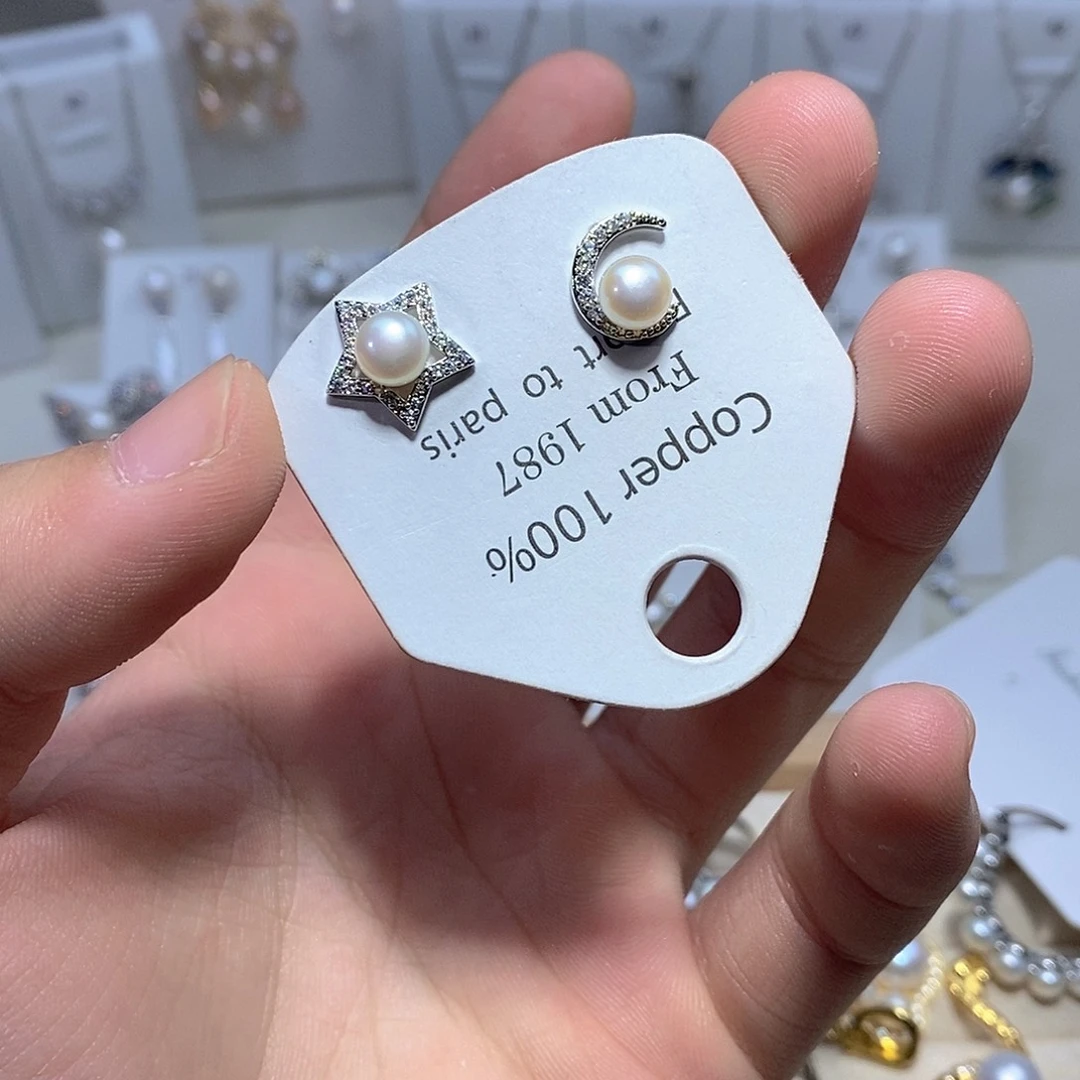 Copper 100%
From 1987
to paris